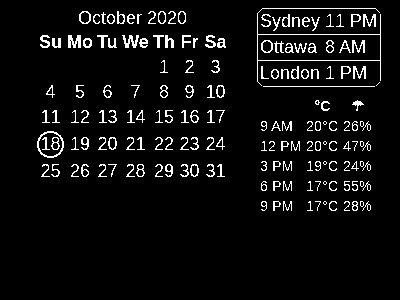 October 2020
Su Mo Tu We Th Fr Sa
1 2 3
4 5 6 7 8 9 10
11 12 13 14 15 16 17
18 19 20 21 22 23 24
25 26 27 28 29 30 31
Sydney 11 PM
Ottawa 8 AM
London 1 PM
°C ☂
9 AM 20°C 26%
12 PM 20°C 47%
3 PM 19°C 24%
6 PM 17°C 55%
9 PM 17°C 28%